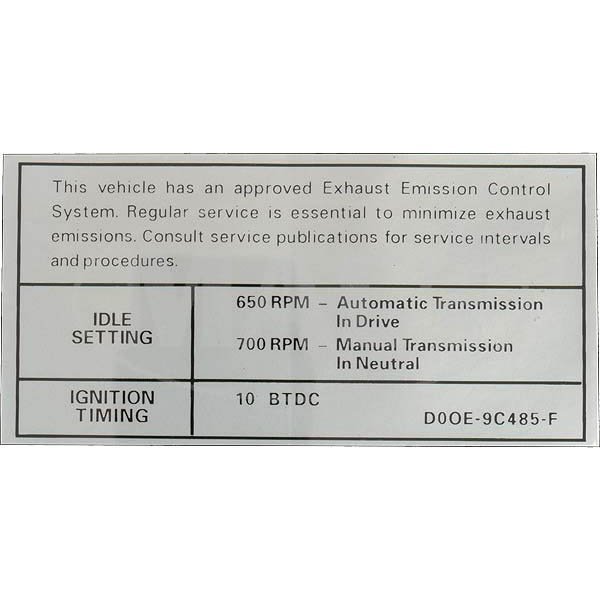 This vehicle has an approved Exhaust Emission Control
System. Regular service is essential to minimize exhaust
emissions. Consult service publications for service intervals
and procedures.
IDLE
SETTING
650 RPM – Automatic Transmission
In Drive
700 RPM – Manual Transmission
In Neutral
IGNITION
TIMING
10 BTDC
D0OE-9C485-F